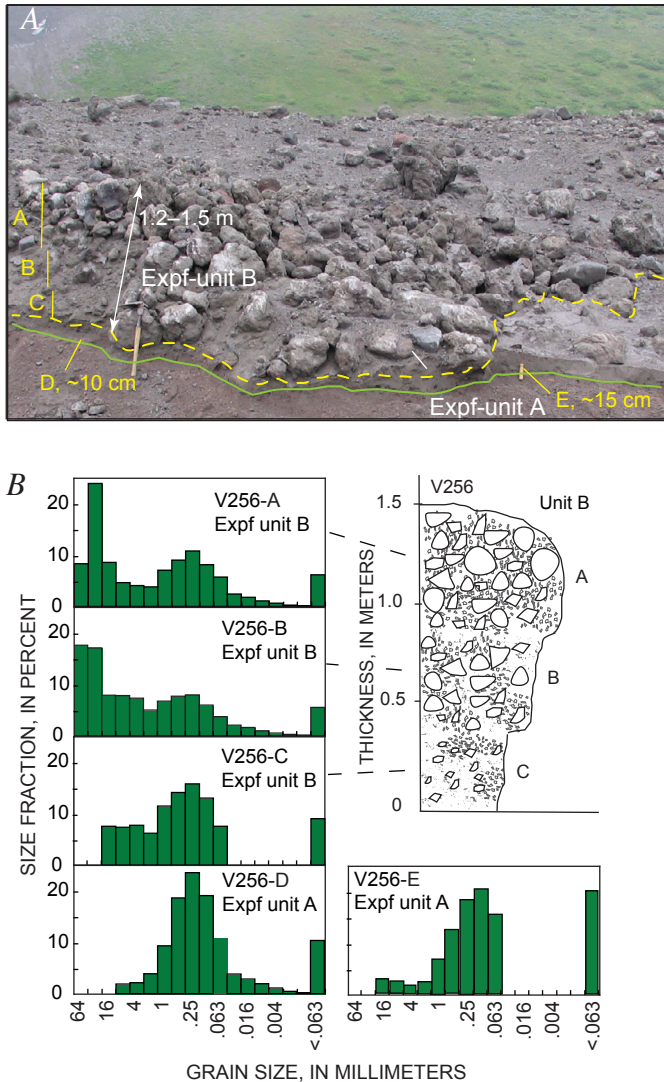 A
1.2–1.5 m
A
B
Expf-unit B
C
D, ~10 cm
E, ~15 cm
Expf-unit A
B
20
10
0
V256-A
Expf unit B
20
10
0
V256-B
Expf unit B
20
10
0
V256-C
Expf unit B
20
10
0
V256-D
Expf unit A
SIZE FRACTION, IN PERCENT
V256
Unit B
1.5
1.0
0.5
0
THICKNESS, IN METERS
A
B
C
V256-E
Expf unit A
64
16
4
1
.25
.063
.016
.004
<.063
64
16
4
1
.25
.063
.016
.004
<.063
GRAIN SIZE, IN MILLIMETERS